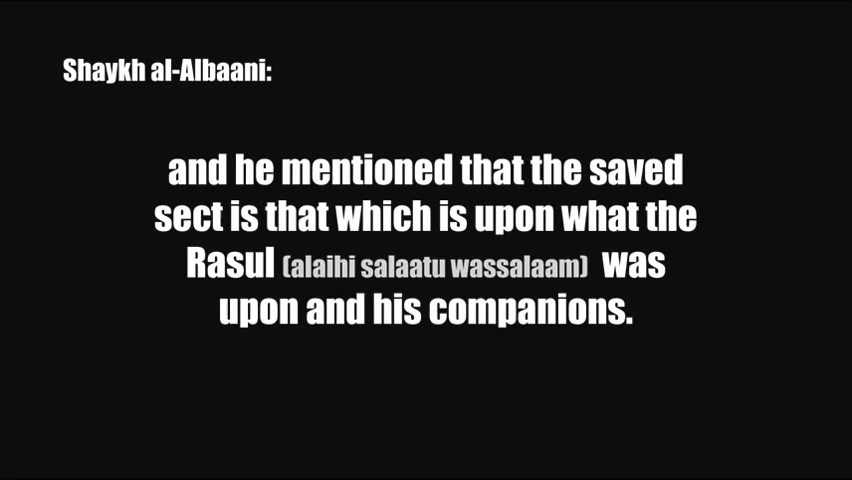 Shaykh al-Albaani:
and he mentioned that the saved
sect is that which is upon what the
Rasul (alaihi salaatu wassalaam) was
upon and his companions.